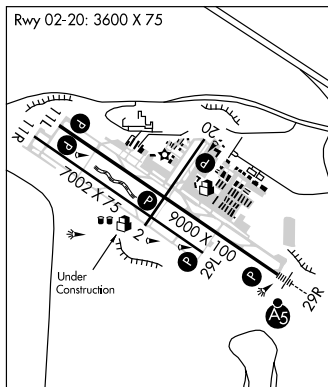 Rwy 02-20: 3600 X 75
11R
11L
P
P
20
P
7002 X 75
P
9000 X 100
2
29L
P
P
29R
Under
Construction
A5